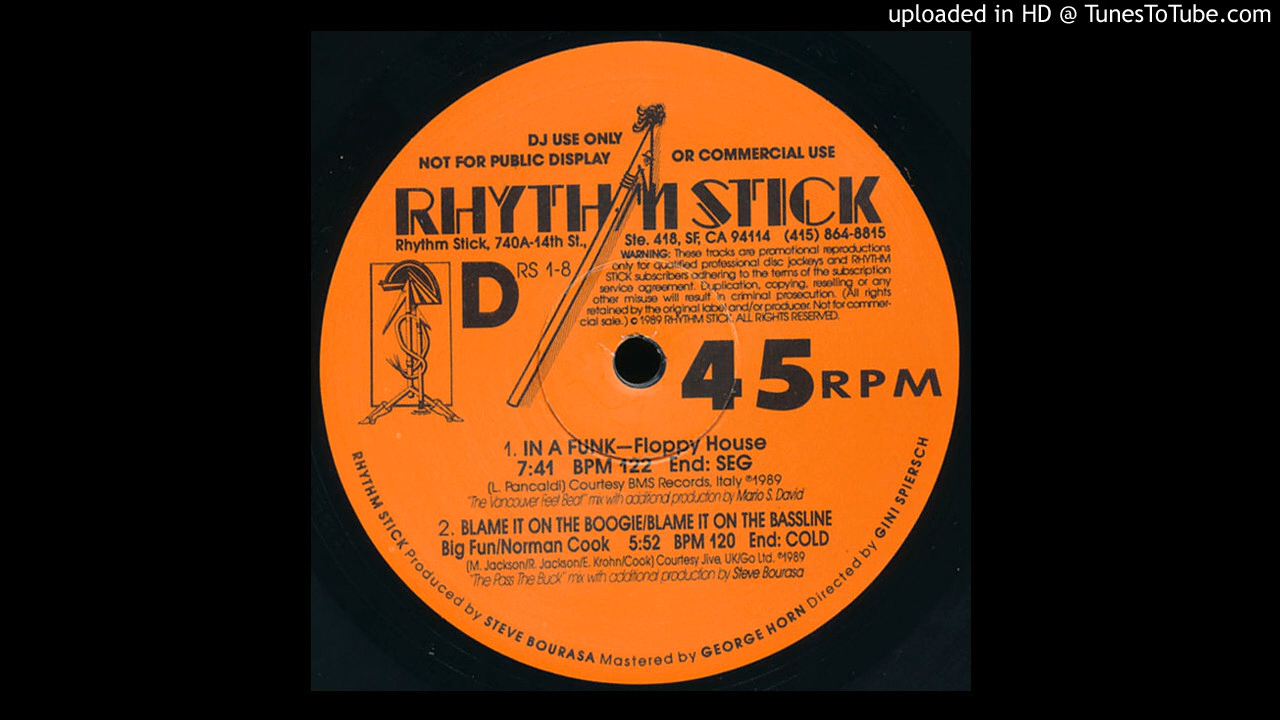 uploaded in HD @ TunesToTube.com
DJ USE ONLY
NOT FOR PUBLIC DISPLAY OR COMMERCIAL USE
RHYTHM STICK
Rhythm Stick, 740A-14th St., Ste. 418, SF, CA 94114 (415) 864-8815
WARNING: These tracks are promotional reproductions
only for qualified professional disc jockeys and RHYTHM
STICK subscribers adhering to the terms of the subscription
service agreement. Duplication, copying, reselling or any
other misuse will result in criminal prosecution. (All rights
retained by the original label and/or producer. Not for commer-
cial sale.) © 1989 RHYTHM STICK. ALL RIGHTS RESERVED.
D RS 1-8
45 RPM
1. IN A FUNK—Floppy House
7:41 BPM 122 End: SEG
(L. Pancaldi) Courtesy BMS Records, Italy ℗1989
"The Vancouver Feel Beat" mix with additional production by Mario S. David
2. BLAME IT ON THE BOOGIE/BLAME IT ON THE BASSLINE
Big Fun/Norman Cook 5:52 BPM 120 End: COLD
(M. Jackson/R. Jackson/E. Krohn/Cook) Courtesy Jive, UK/Go Ltd. ℗1989
"The Pass The Buck" mix with additional production by Steve Bourasa
RHYTHM STICK Produced by STEVE BOURASA Mastered by GEORGE HORN Directed by GINI SPIERSCH